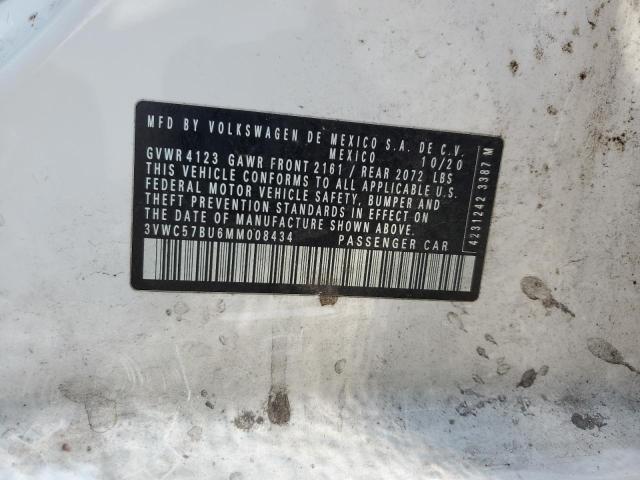 MFD BY VOLKSWAGEN DE MEXICO S.A. DE C.V.
MEXICO 10/20
GVWR 4123 GAWR FRONT 2161 / REAR 2072 LBS
THIS VEHICLE CONFORMS TO ALL APPLICABLE U.S.
FEDERAL MOTOR VEHICLE SAFETY, BUMPER AND
THEFT PREVENTION STANDARDS IN EFFECT ON
THE DATE OF MANUFACTURE SHOWN ABOVE.
3VWC57BU6MM008434 PASSENGER CAR
4231242 3387 M